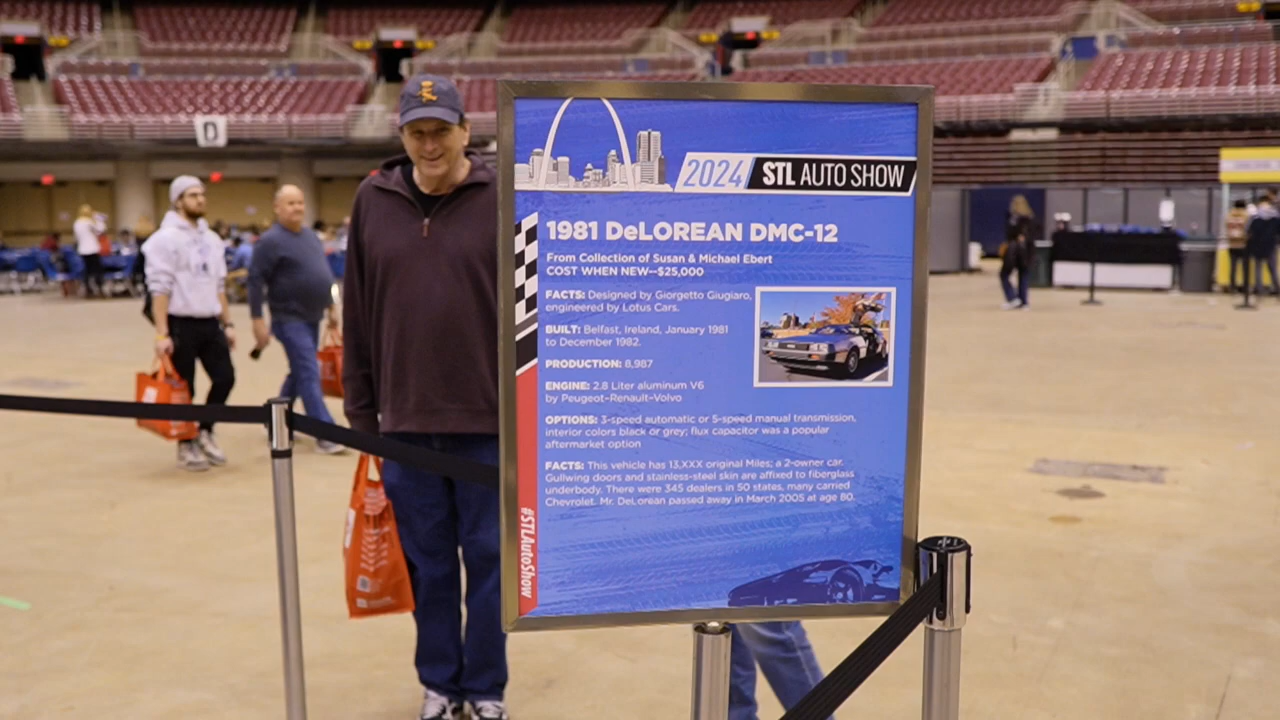 D
2024 STL AUTO SHOW
1981 DeLOREAN DMC-12
From Collection of Susan & Michael Ebert
COST WHEN NEW--$25,000
FACTS: Designed by Giorgetto Giugiaro,
engineered by Lotus Cars.
BUILT: Belfast, Ireland, January 1981
to December 1982.
PRODUCTION: 8,987
ENGINE: 2.8 Liter aluminum V6
by Peugeot-Renault-Volvo
OPTIONS: 3-speed automatic or 5-speed manual transmission,
interior colors black or grey; flux capacitor was a popular
aftermarket option
FACTS: This vehicle has 13,XXX original Miles; a 2-owner car.
Gullwing doors and stainless-steel skin are affixed to fiberglass
underbody. There were 345 dealers in 50 states, many carried
Chevrolet. Mr. DeLorean passed away in March 2005 at age 80.
#STLAutoShow